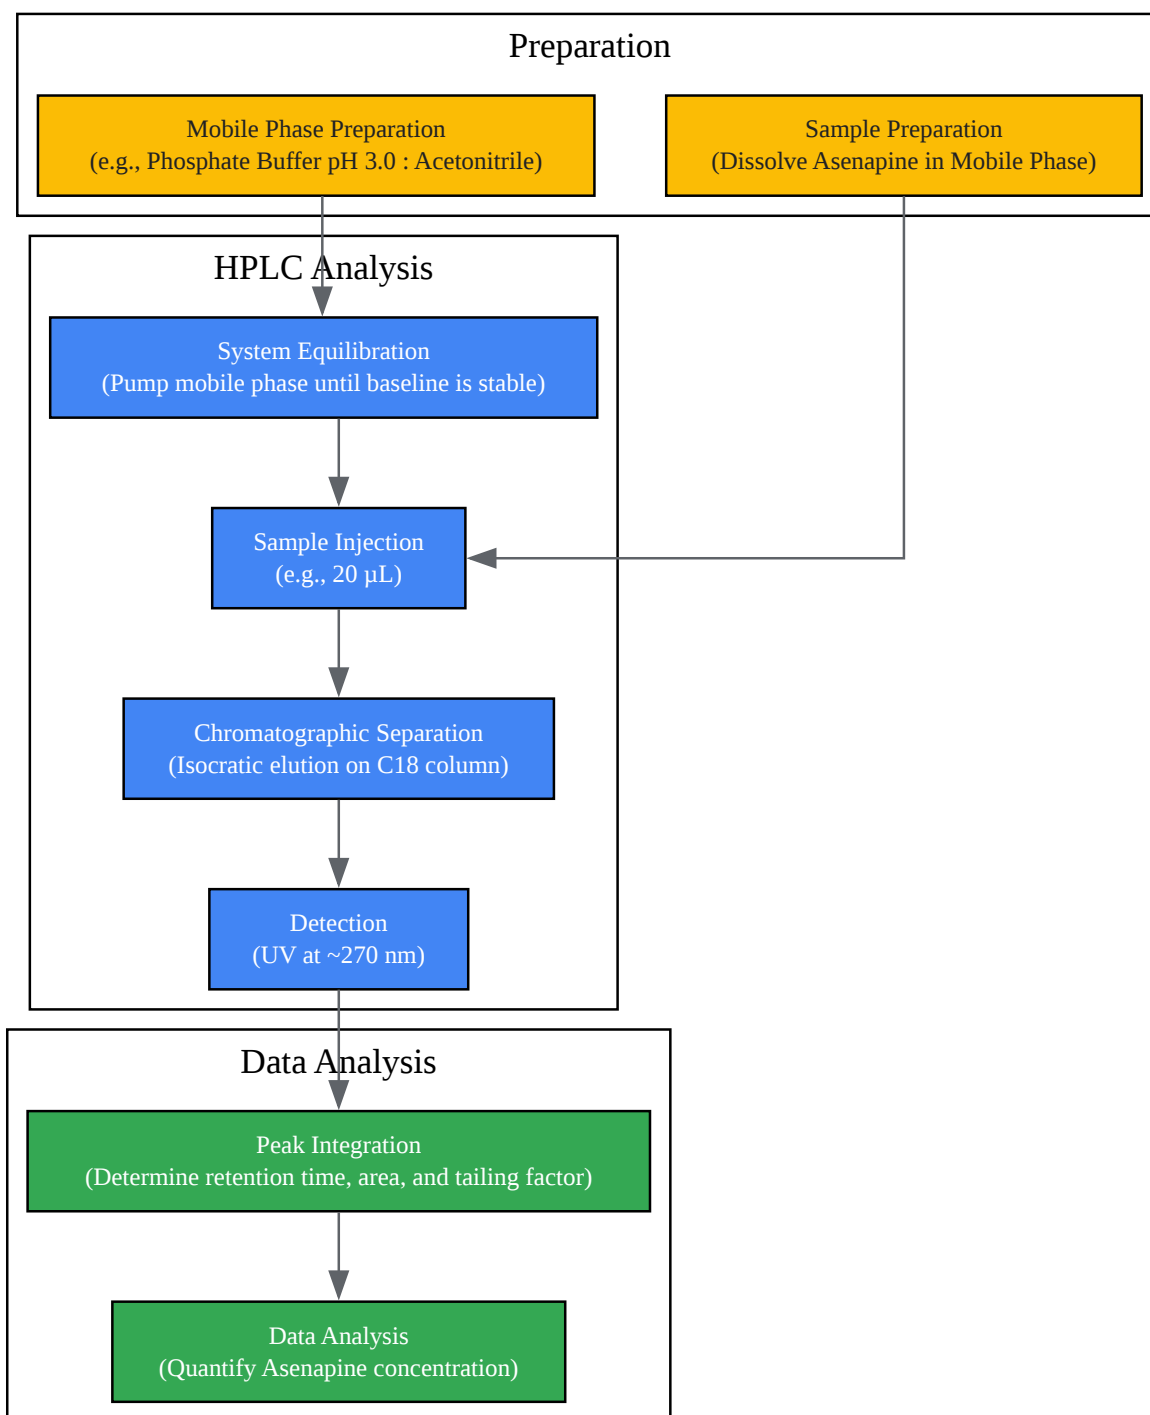 Preparation
Mobile Phase Preparation
(e.g., Phosphate Buffer pH 3.0 : Acetonitrile)
Sample Preparation
(Dissolve Asenapine in Mobile Phase)
HPLC Analysis
System Equilibration
(Pump mobile phase until baseline is stable)
Sample Injection
(e.g., 20 µL)
Chromatographic Separation
(Isocratic elution on C18 column)
Detection
(UV at ~270 nm)
Data Analysis
Peak Integration
(Determine retention time, area, and tailing factor)
Data Analysis
(Quantify Asenapine concentration)